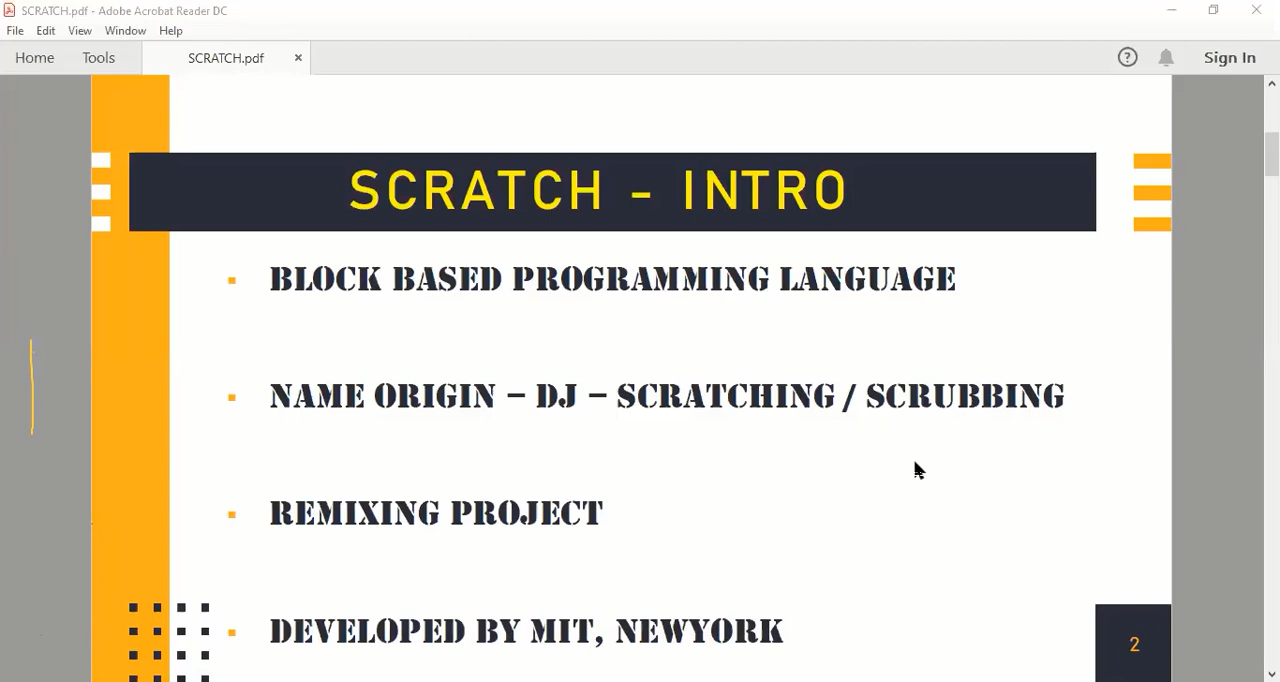 SCRATCH.pdf - Adobe Acrobat Reader DC
File Edit View Window Help
Home Tools SCRATCH.pdf × ? Sign In
SCRATCH - INTRO
BLOCK BASED PROGRAMMING LANGUAGE
NAME ORIGIN – DJ – SCRATCHING / SCRUBBING
REMIXING PROJECT
DEVELOPED BY MIT, NEWYORK
2